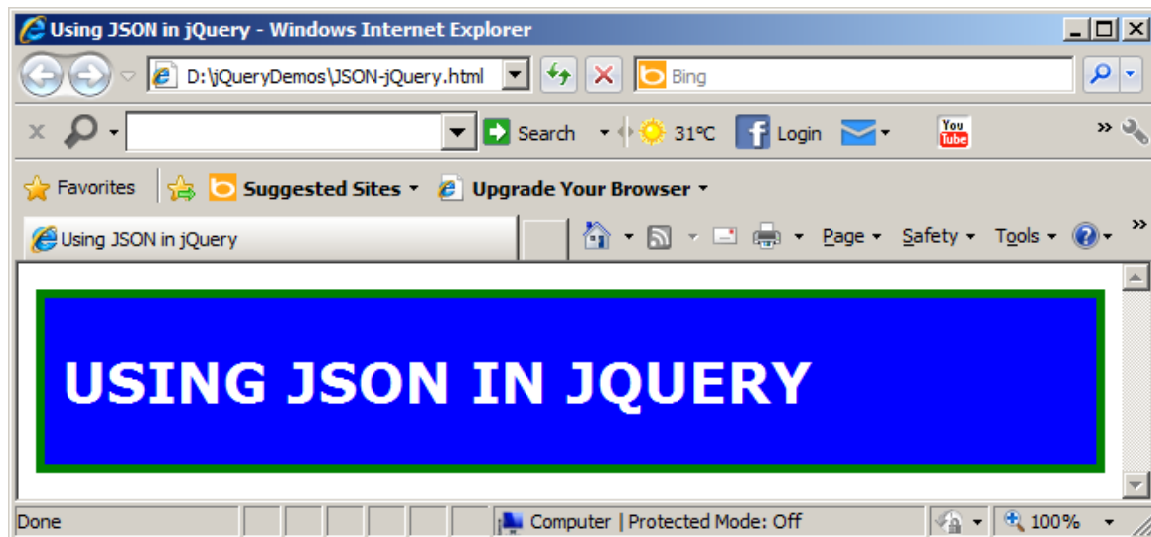 Using JSON in jQuery - Windows Internet Explorer
D:\jQueryDemos\JSON-jQuery.html Bing
Search 31°C f Login You Tube »
Favorites Suggested Sites Upgrade Your Browser
Using JSON in jQuery Page Safety Tools »
USING JSON IN JQUERY
Done Computer | Protected Mode: Off 100%